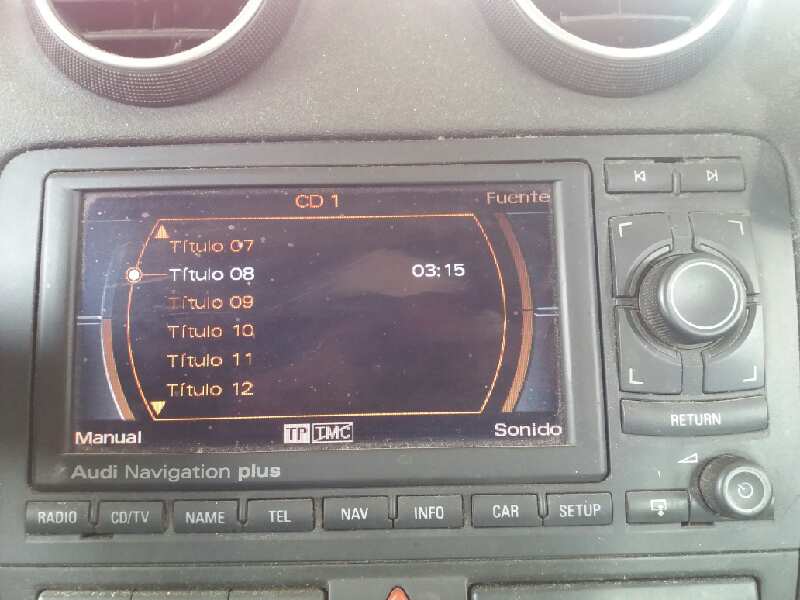 CD 1
Fuente
Título 07
Título 08 03:15
Título 09
Título 10
Título 11
Título 12
Manual
TP TMC
Sonido
Audi Navigation plus
RETURN
RADIO CD/TV NAME TEL NAV INFO CAR SETUP